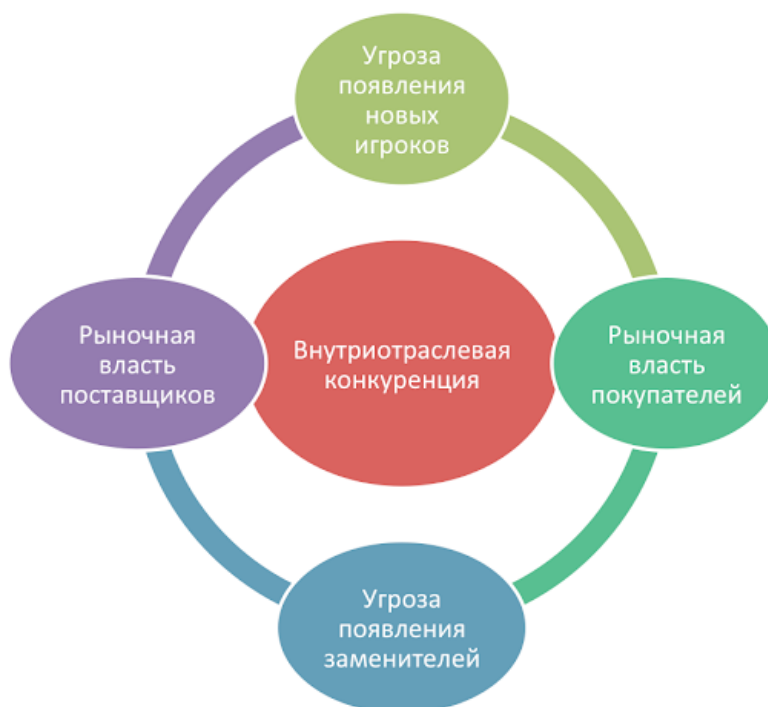 Угроза
появления
новых
игроков
Рыночная
власть
поставщиков
Внутриотраслевая
конкуренция
Рыночная
власть
покупателей
Угроза
появления
заменителей